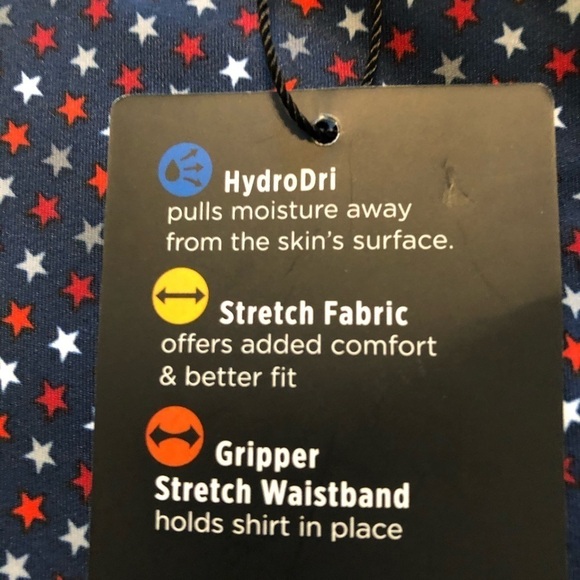 HydroDri
pulls moisture away
from the skin's surface.
Stretch Fabric
offers added comfort
& better fit
Gripper
Stretch Waistband
holds shirt in place